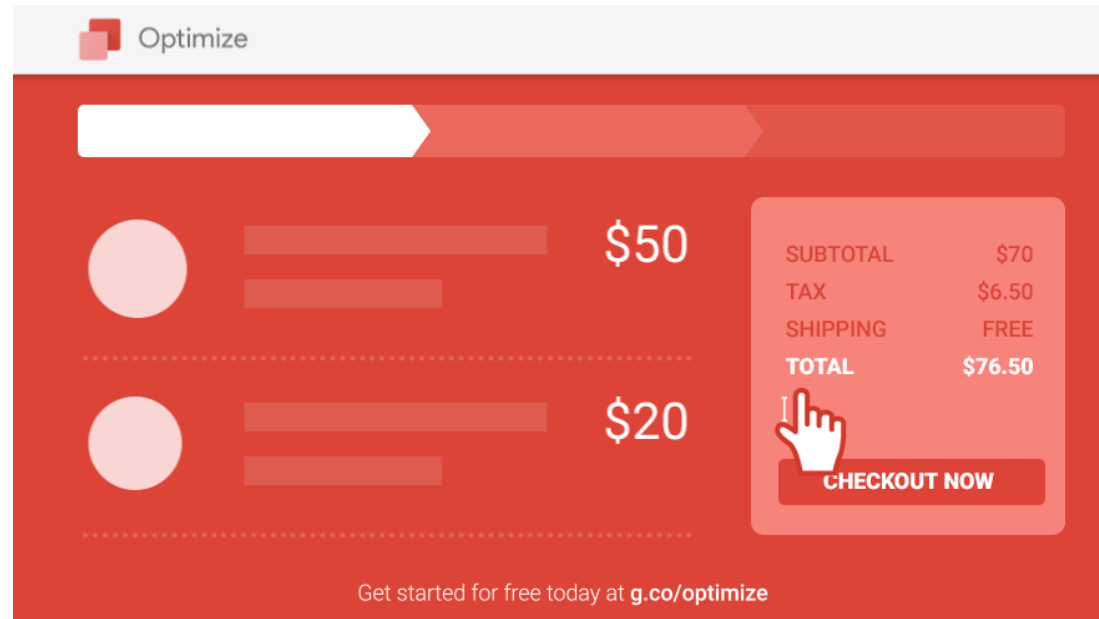 Optimize
$50
$20
SUBTOTAL $70
TAX $6.50
SHIPPING FREE
TOTAL $76.50
CHECKOUT NOW
Get started for free today at g.co/optimize